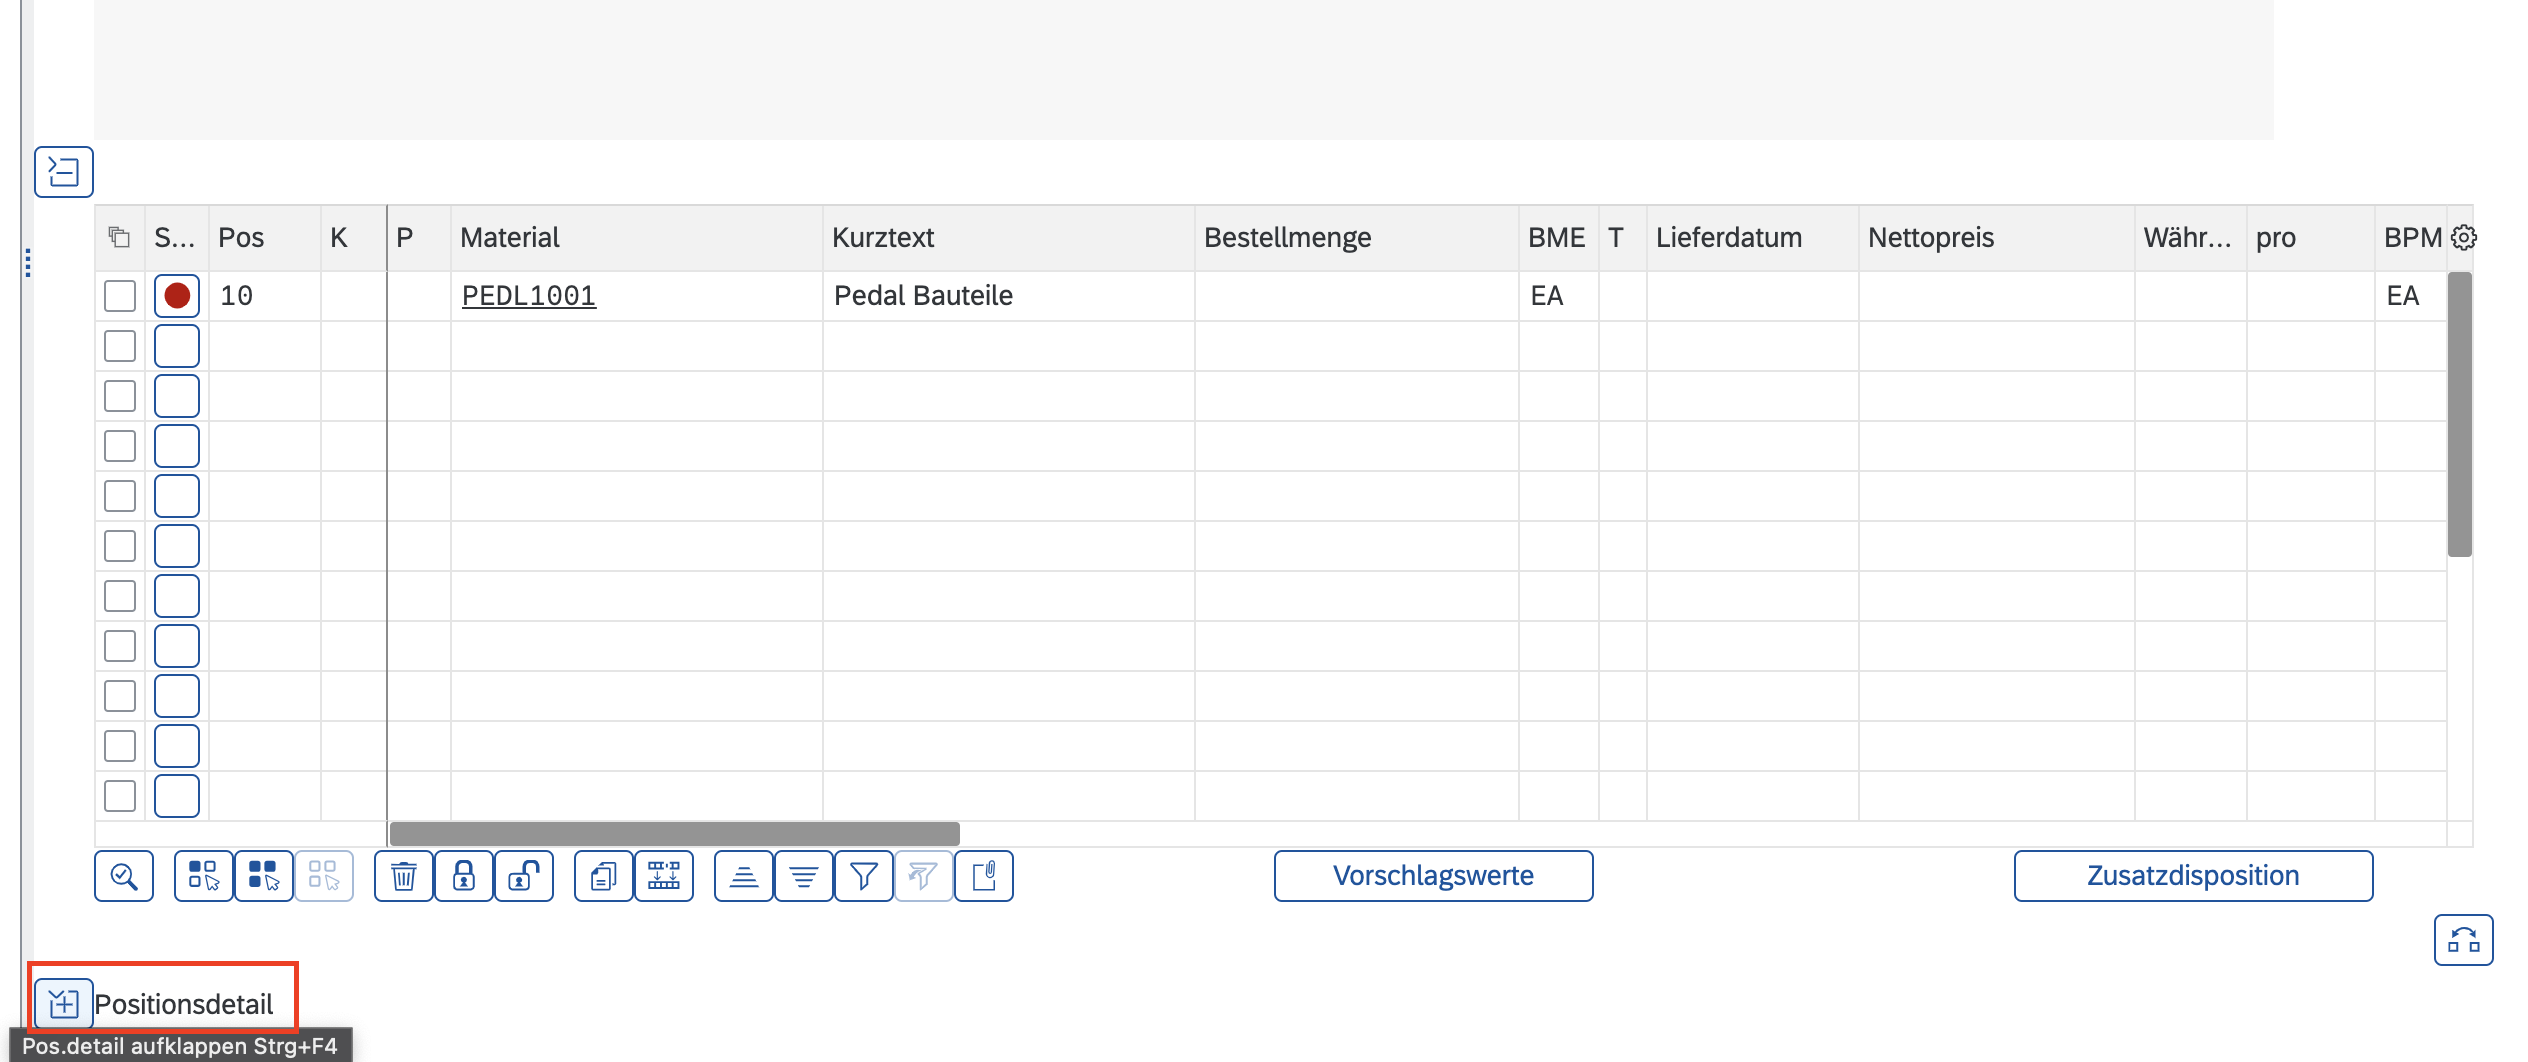 S... Pos K P Material Kurztext Bestellmenge BME T Lieferdatum Nettopreis Währ... pro BPM
10 PEDL1001 Pedal Bauteile EA EA
Vorschlagswerte Zusatzdisposition
Positionsdetail
Pos.detail aufklappen Strg+F4